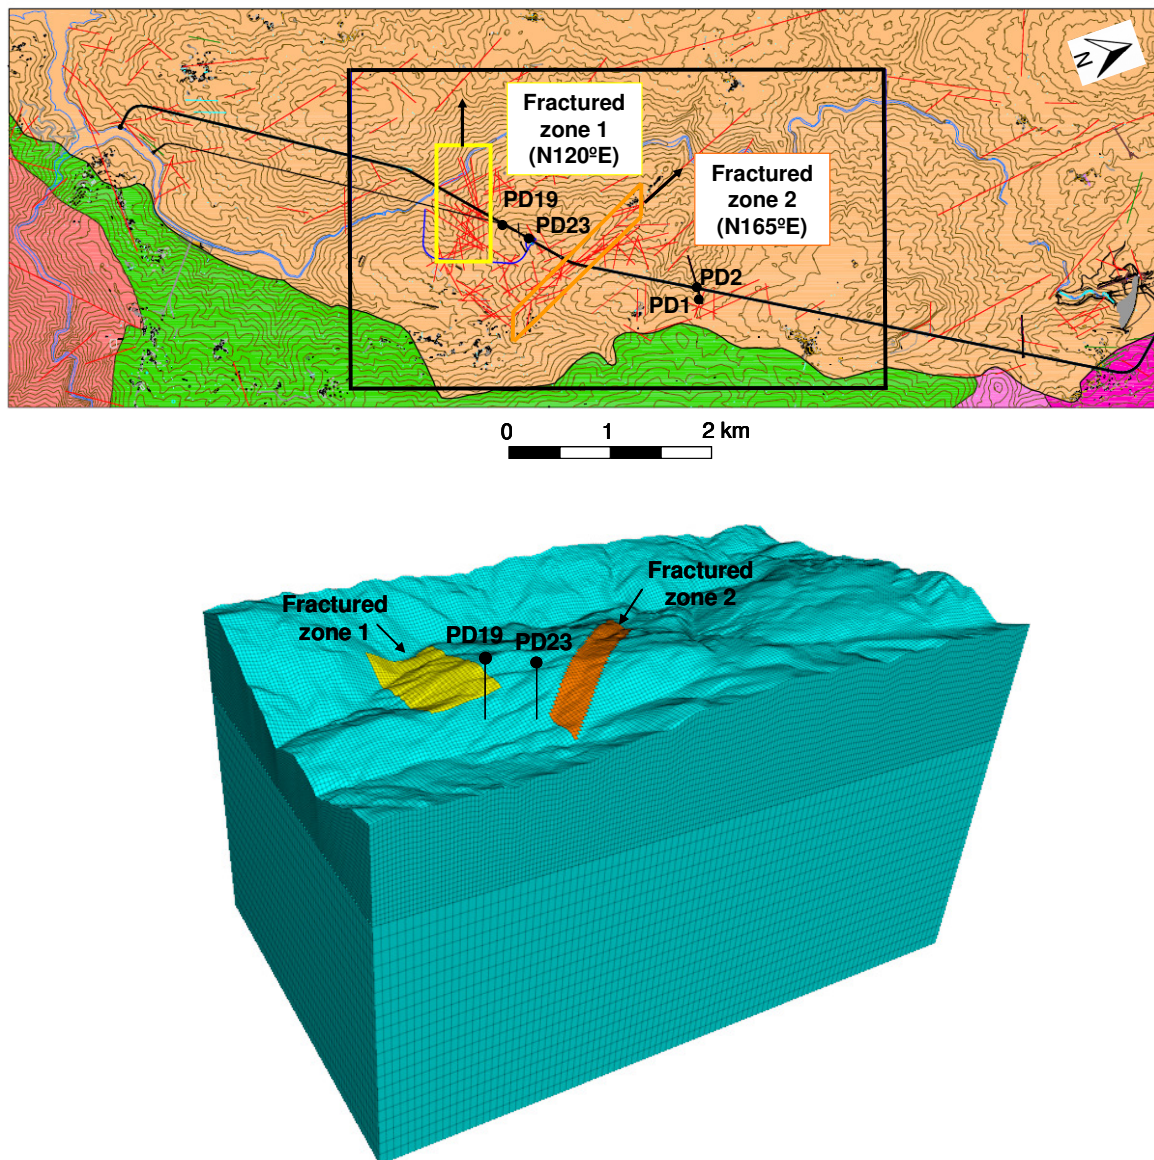 N
Fractured
zone 1
(N120ºE)
Fractured
zone 2
(N165ºE)
PD19
PD23
PD2
PD1
0 1 2 km
Fractured
zone 2
Fractured
zone 1
PD19
PD23